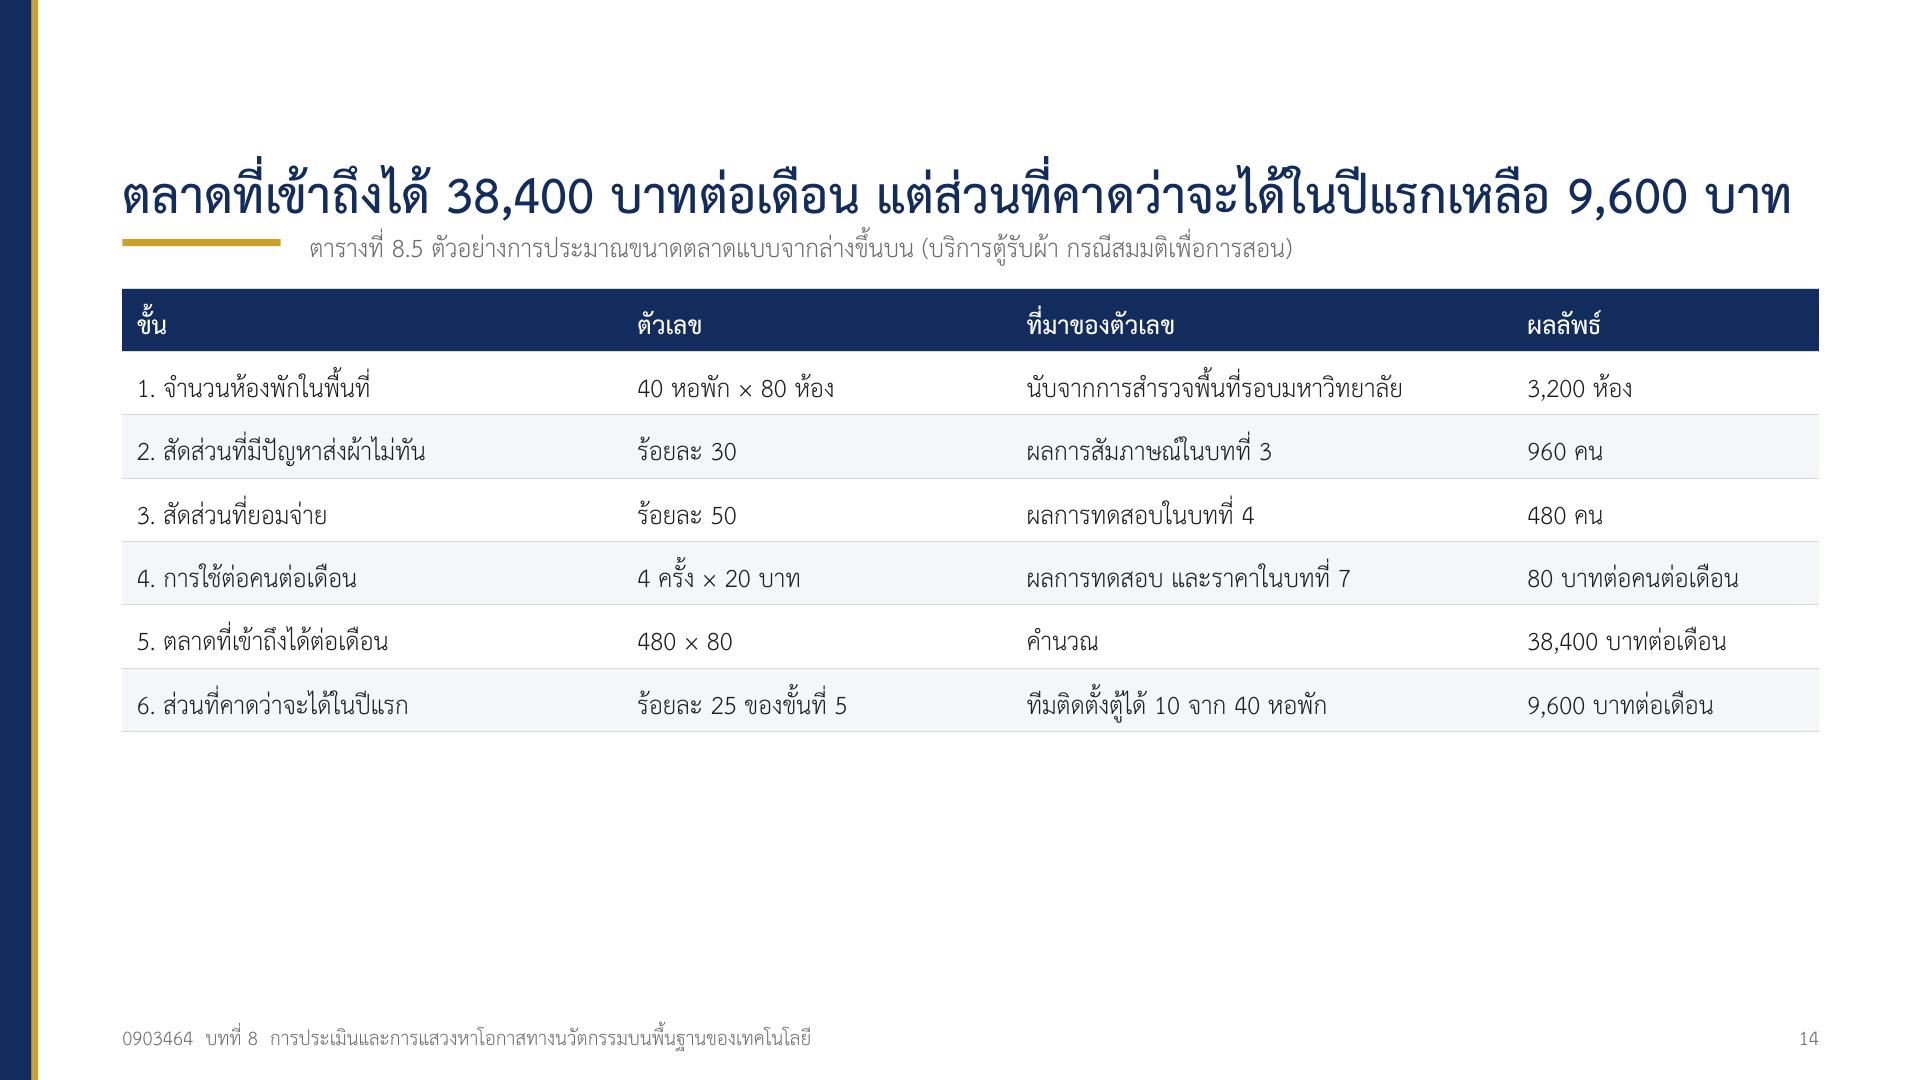 ตลาดที่เข้าถึงได้ 38,400 บาทต่อเดือน แต่ส่วนที่คาดว่าจะได้ในปีแรกเหลือ 9,600 บาท
ตารางที่ 8.5 ตัวอย่างการประมาณขนาดตลาดแบบจากล่างขึ้นบน (บริการตู้รับผ้า กรณีสมมติเพื่อการสอน)
ขั้น ตัวเลข ที่มาของตัวเลข ผลลัพธ์
1. จำนวนห้องพักในพื้นที่ 40 หอพัก × 80 ห้อง นับจากการสำรวจพื้นที่รอบมหาวิทยาลัย 3,200 ห้อง
2. สัดส่วนที่มีปัญหาส่งผ้าไม่ทัน ร้อยละ 30 ผลการสัมภาษณ์ในบทที่ 3 960 คน
3. สัดส่วนที่ยอมจ่าย ร้อยละ 50 ผลการทดสอบในบทที่ 4 480 คน
4. การใช้ต่อคนต่อเดือน 4 ครั้ง × 20 บาท ผลการทดสอบ และราคาในบทที่ 7 80 บาทต่อคนต่อเดือน
5. ตลาดที่เข้าถึงได้ต่อเดือน 480 × 80 คำนวณ 38,400 บาทต่อเดือน
6. ส่วนที่คาดว่าจะได้ในปีแรก ร้อยละ 25 ของขั้นที่ 5 ทีมติดตั้งตู้ได้ 10 จาก 40 หอพัก 9,600 บาทต่อเดือน
0903464 บทที่ 8 การประเมินและการแสวงหาโอกาสทางนวัตกรรมบนพื้นฐานของเทคโนโลยี 14